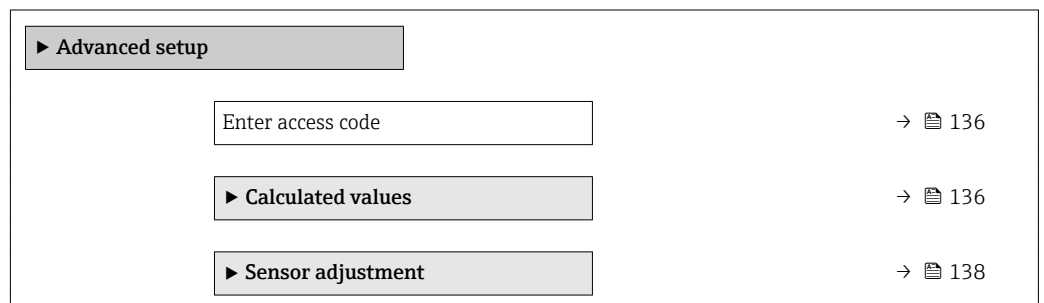 ▶ Advanced setup
Enter access code → 🖺 136
▶ Calculated values → 🖺 136
▶ Sensor adjustment → 🖺 138